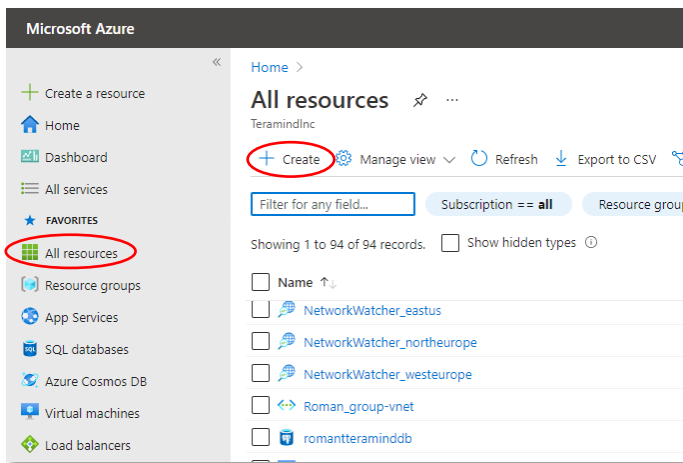 Microsoft Azure
«
Create a resource
Home
Dashboard
All services
FAVORITES
All resources
Resource groups
App Services
SQL databases
Azure Cosmos DB
Virtual machines
Load balancers
Home >
All resources ...
TeramindInc
+ Create Manage view Refresh Export to CSV
Filter for any field... Subscription == all Resource grou
Showing 1 to 94 of 94 records. Show hidden types
Name ↑↓
NetworkWatcher_eastus
NetworkWatcher_northeurope
NetworkWatcher_westeurope
Roman_group-vnet
romantteraminddb